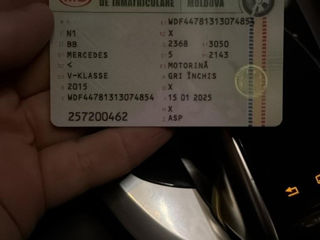 DE ÎNMATRICULARE MOLDOVA
WDF44781313074854
N1 X
BB 2368 3050
MERCEDES 5 2143
< MOTORINĂ
V-KLASSE GRI ÎNCHIS
2015 X
WDF44781313074854 15 01 2025
X
257200462 ASP